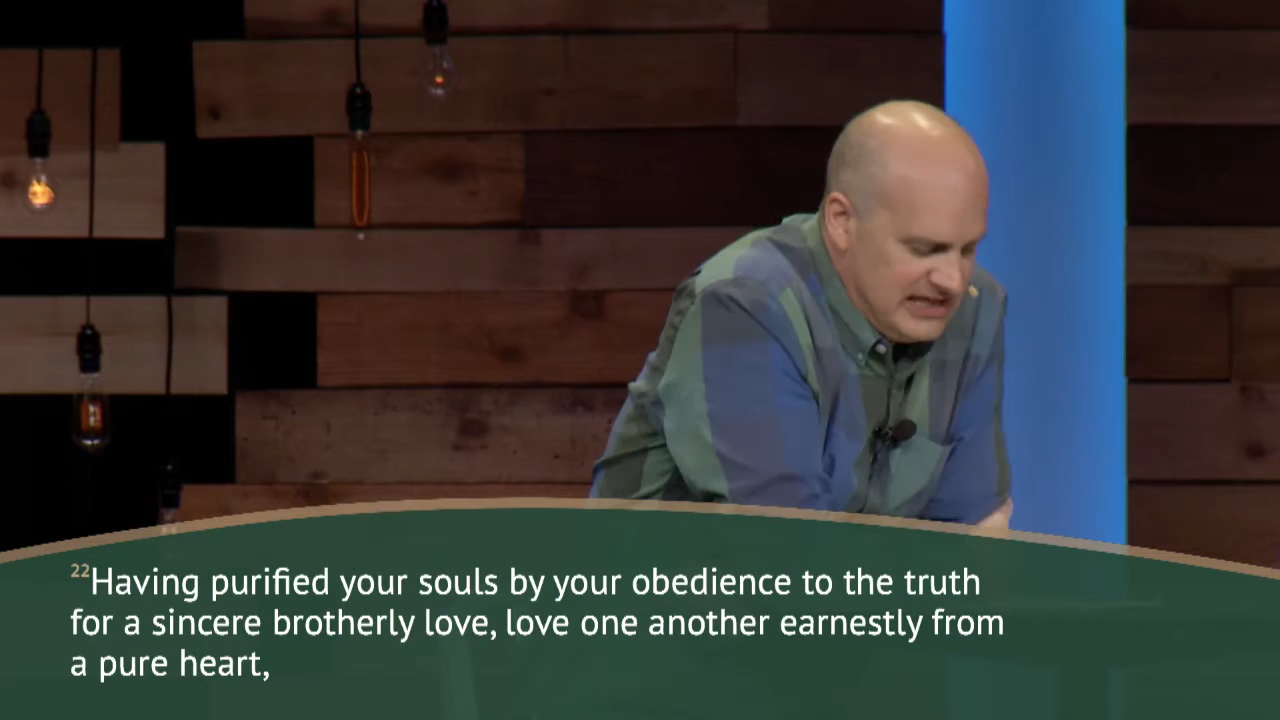 22Having purified your souls by your obedience to the truth
for a sincere brotherly love, love one another earnestly from
a pure heart,